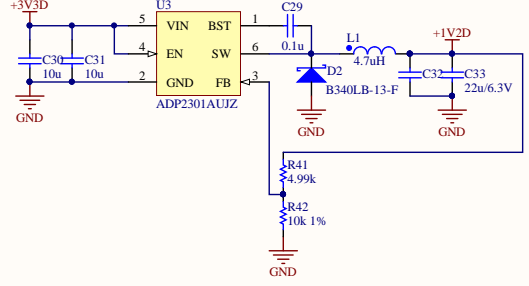 +3V3D
U3
5 VIN BST 1
4 EN SW 6
2 GND FB 3
ADP2301AUJZ
C30
10u
C31
10u
GND
C29
0.1u
L1
4.7uH
+1V2D
D2
B340LB-13-F
GND
C32 C33
22u/6.3V
GND
R41
4.99k
R42
10k 1%
GND